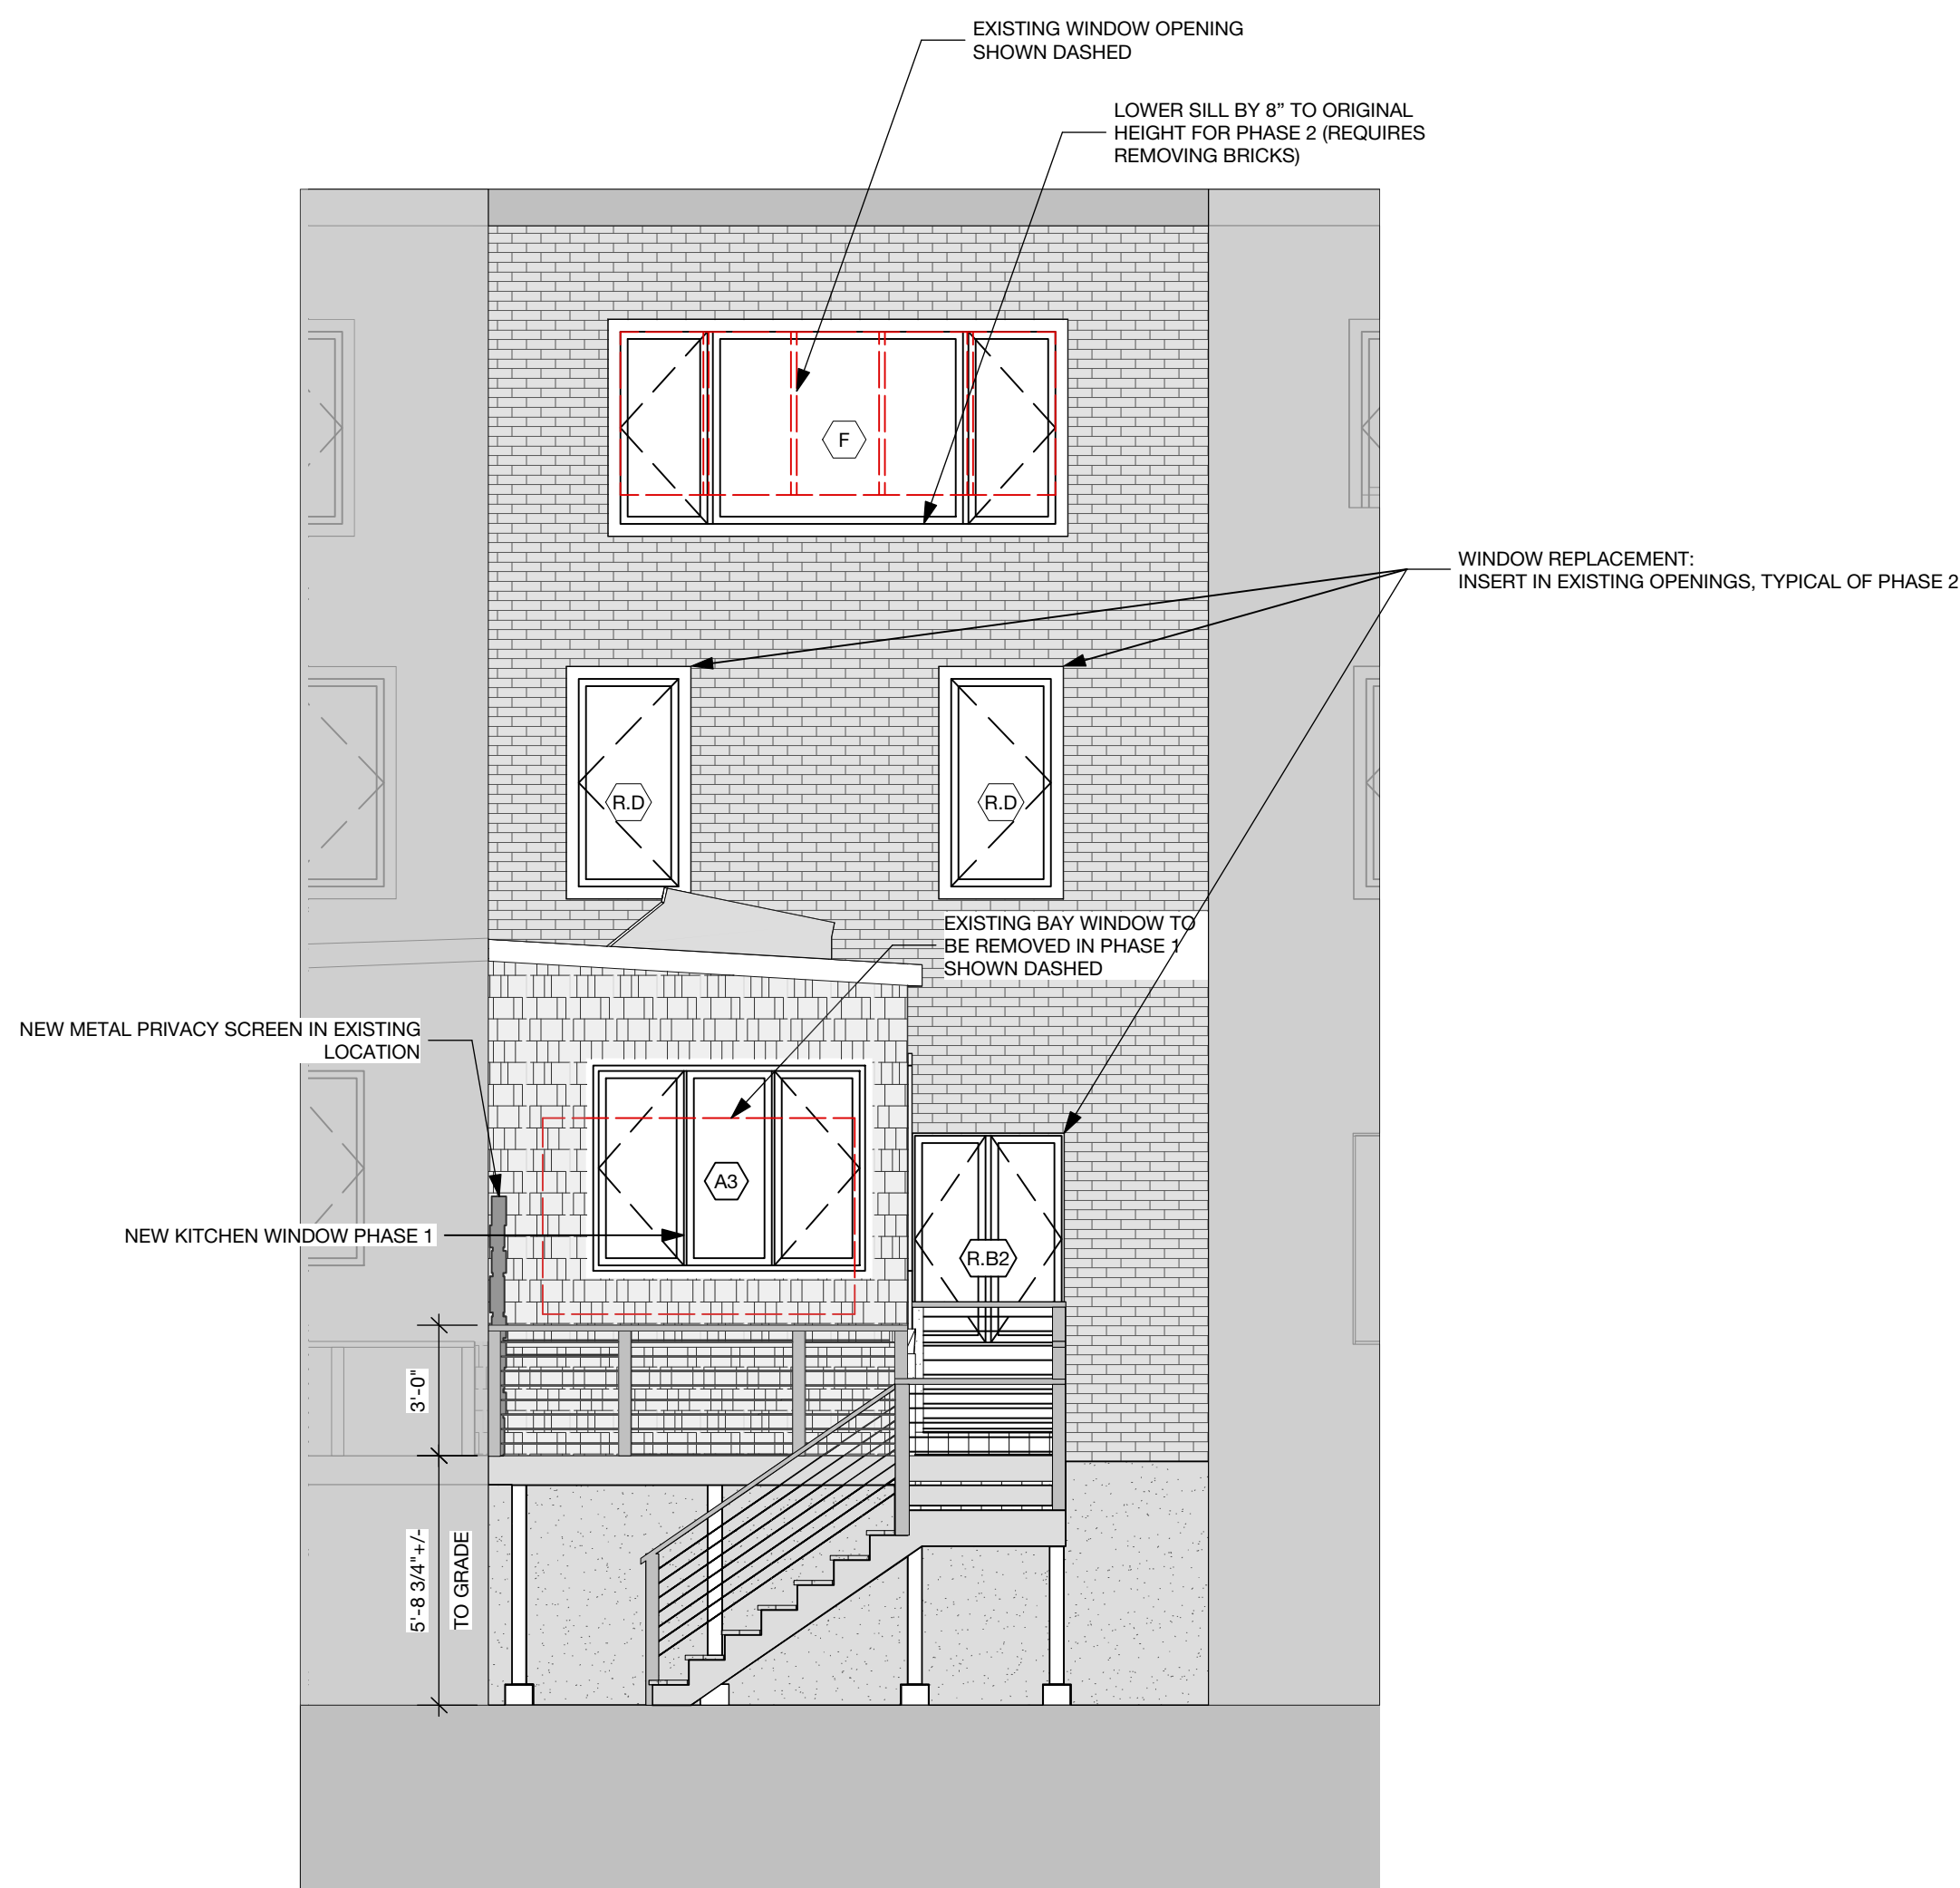 EXISTING WINDOW OPENING
SHOWN DASHED
LOWER SILL BY 8” TO ORIGINAL
HEIGHT FOR PHASE 2 (REQUIRES
REMOVING BRICKS)
F
WINDOW REPLACEMENT:
INSERT IN EXISTING OPENINGS, TYPICAL OF PHASE 2
R.D
R.D
EXISTING BAY WINDOW TO
BE REMOVED IN PHASE 1
SHOWN DASHED
NEW METAL PRIVACY SCREEN IN EXISTING
LOCATION
A3
NEW KITCHEN WINDOW PHASE 1
R.B2
3'-0"
5'-8 3/4"+/-
TO GRADE